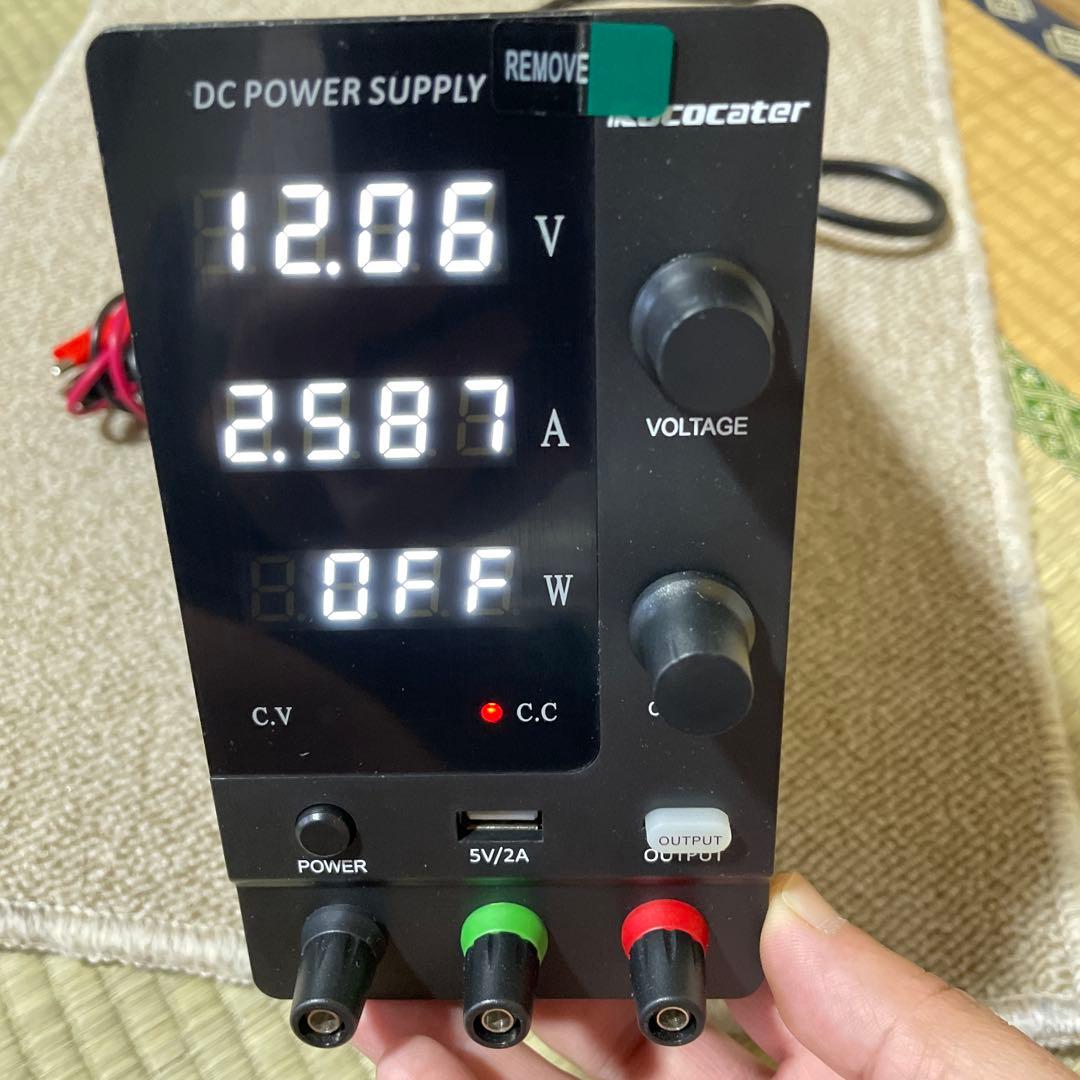 DC POWER SUPPLY
REMOVE
12.06 V
2.587 A
OFF W
C.V
C.C
VOLTAGE
POWER
5V/2A
OUTPUT
OUTPUT